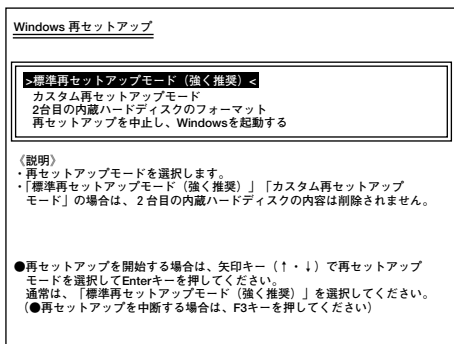 Windows 再セットアップ
>標準再セットアップモード（強く推奨）<
カスタム再セットアップモード
2台目の内蔵ハードディスクのフォーマット
再セットアップを中止し、Windowsを起動する
《説明》
・再セットアップモードを選択します。
・「標準再セットアップモード（強く推奨）」「カスタム再セットアップ
モード」の場合は、２台目の内蔵ハードディスクの内容は削除されません。
●再セットアップを開始する場合は、矢印キー（↑・↓）で再セットアップ
モードを選択してEnterキーを押してください。
通常は、「標準再セットアップモード（強く推奨）」を選択してください。
（●再セットアップを中断する場合は、F3キーを押してください）